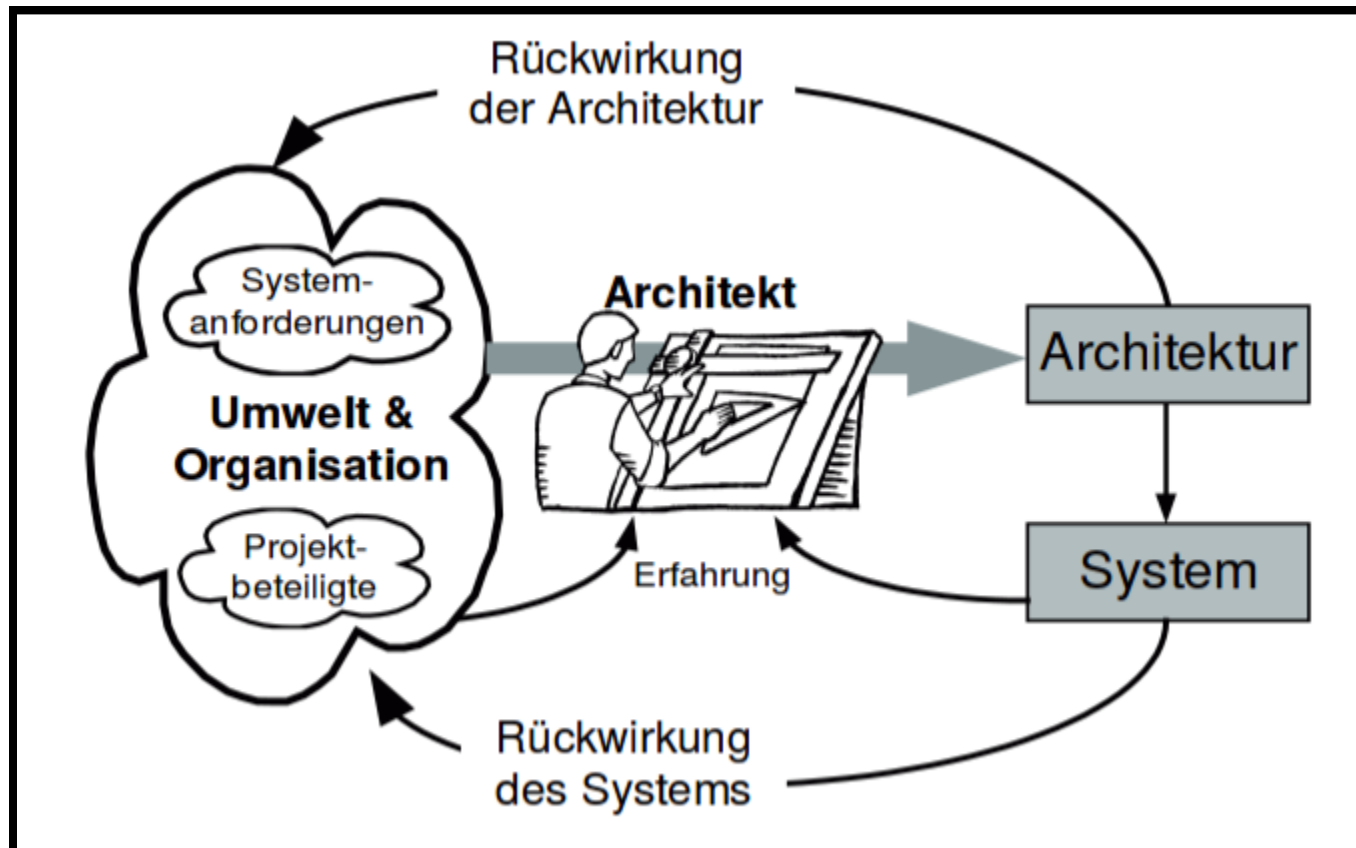 Rückwirkung
der Architektur
System-
anforderungen
Umwelt &
Organisation
Projekt-
beteiligte
Architekt
Erfahrung
Architektur
System
Rückwirkung
des Systems